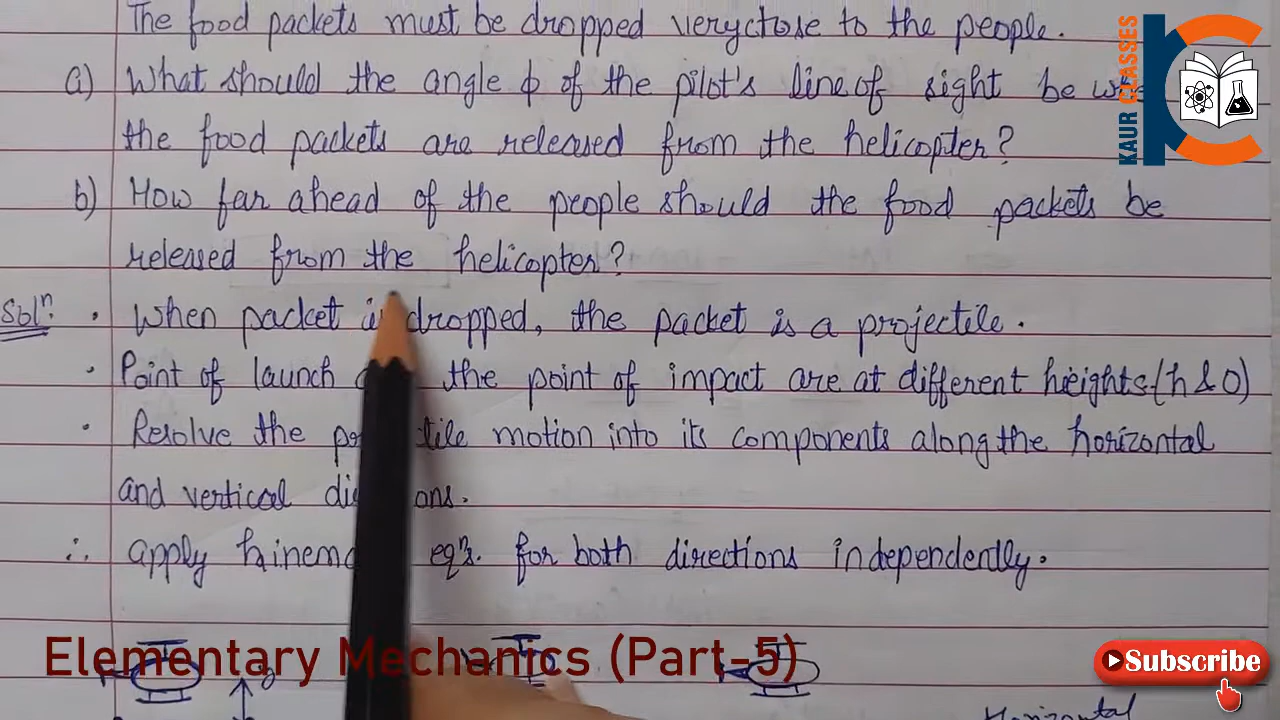 The food packets must be dropped very close to the people.
a) What should the angle ϕ of the pilot's line of sight be
the food packets are released from the helicopter?
b) How far ahead of the people should the food packets be
released from the helicopter?
Solⁿ. • When packet is dropped, the packet is a projectile.
• Point of launch the point of impact are at different heights (h & 0)
• Resolve the motion into its components along the horizontal
and vertical
∴ apply eqⁿs. for both directions independently.
Elementary Mechanics (Part-5)
y
Horizontal
KAUR CLASSES
Subscribe